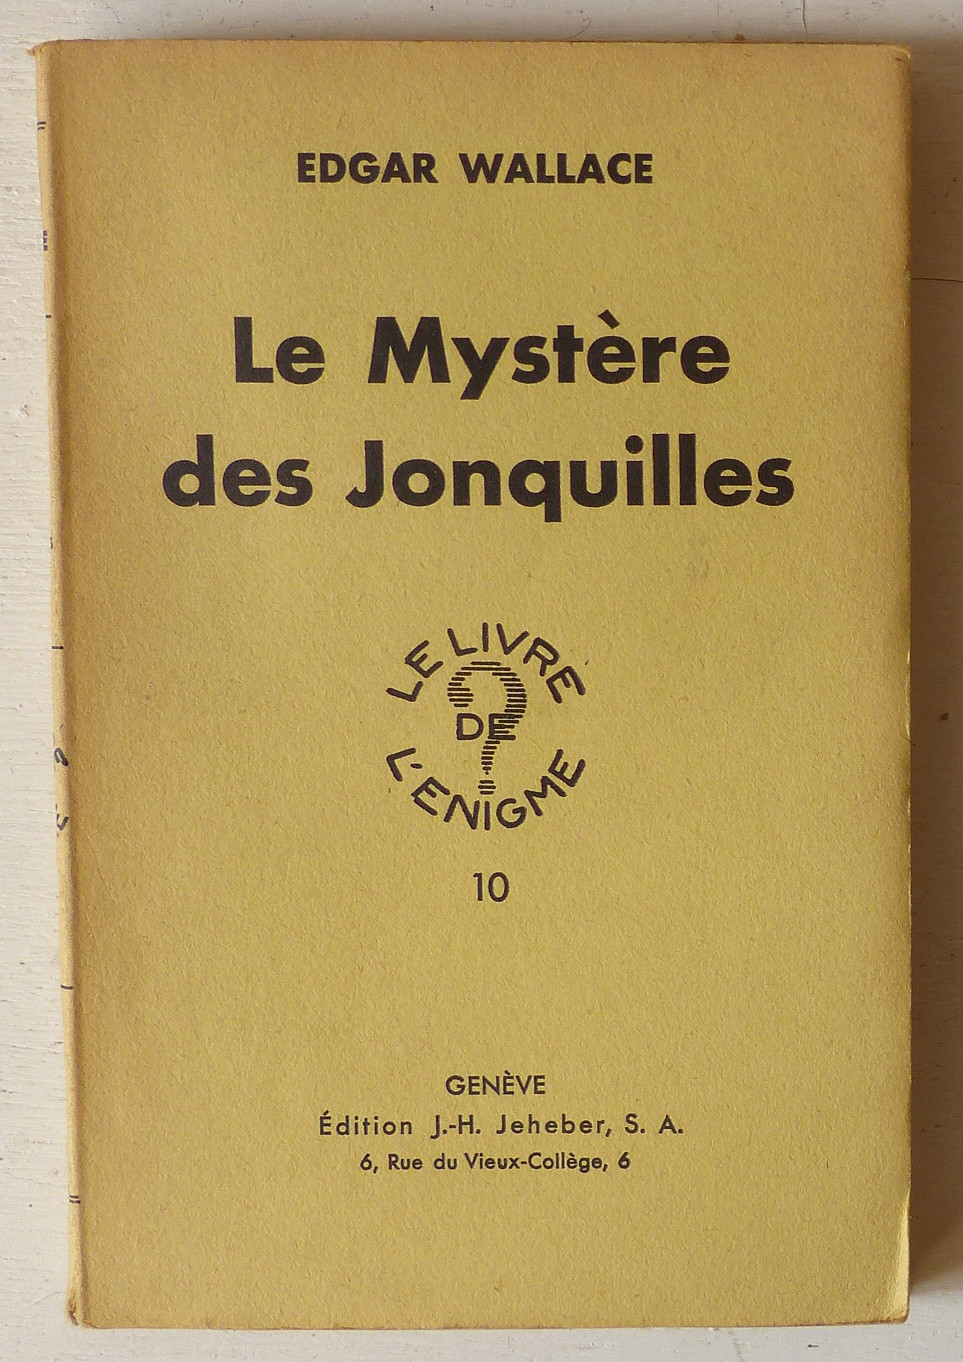 EDGAR WALLACE
Le Mystère
des Jonquilles
LE LIVRE
DE
L'ENIGME
10
GENÈVE
Édition J.-H. Jeheber, S. A.
6, Rue du Vieux-Collège, 6